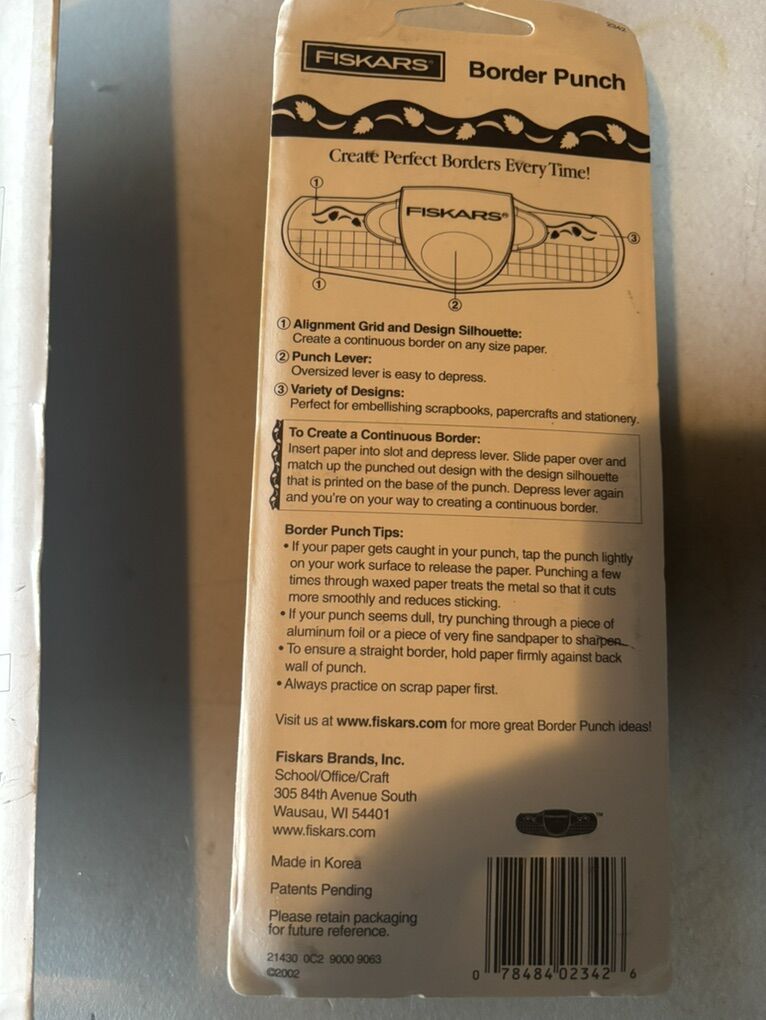 2342
FISKARS®
Border Punch
Create Perfect Borders Every Time!
1
FISKARS®
3
1
2
1 Alignment Grid and Design Silhouette:
Create a continuous border on any size paper.
2 Punch Lever:
Oversized lever is easy to depress.
3 Variety of Designs:
Perfect for embellishing scrapbooks, papercrafts and stationery.
To Create a Continuous Border:
Insert paper into slot and depress lever. Slide paper over and
match up the punched out design with the design silhouette
that is printed on the base of the punch. Depress lever again
and you're on your way to creating a continuous border.
Border Punch Tips:
• If your paper gets caught in your punch, tap the punch lightly
on your work surface to release the paper. Punching a few
times through waxed paper treats the metal so that it cuts
more smoothly and reduces sticking.
• If your punch seems dull, try punching through a piece of
aluminum foil or a piece of very fine sandpaper to sharpen.
• To ensure a straight border, hold paper firmly against back
wall of punch.
• Always practice on scrap paper first.
Visit us at www.fiskars.com for more great Border Punch ideas!
Fiskars Brands, Inc.
School/Office/Craft
305 84th Avenue South
Wausau, WI 54401
www.fiskars.com
TM
Made in Korea
Patents Pending
Please retain packaging
for future reference.
21430 0C2 9000 9063
©2002
0 78484 02342 6